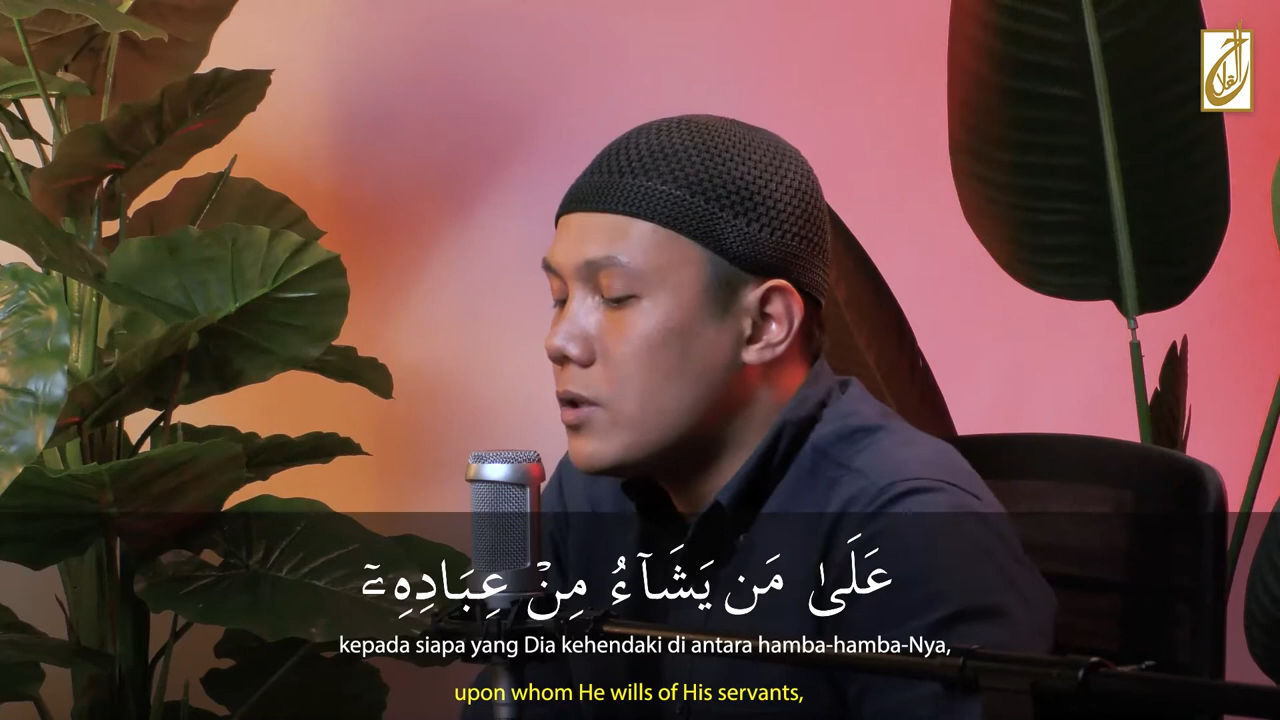 عَلَىٰ مَن يَشَآءُ مِنْ عِبَادِهِۦٓ
kepada siapa yang Dia kehendaki di antara hamba-hamba-Nya,
upon whom He wills of His servants,